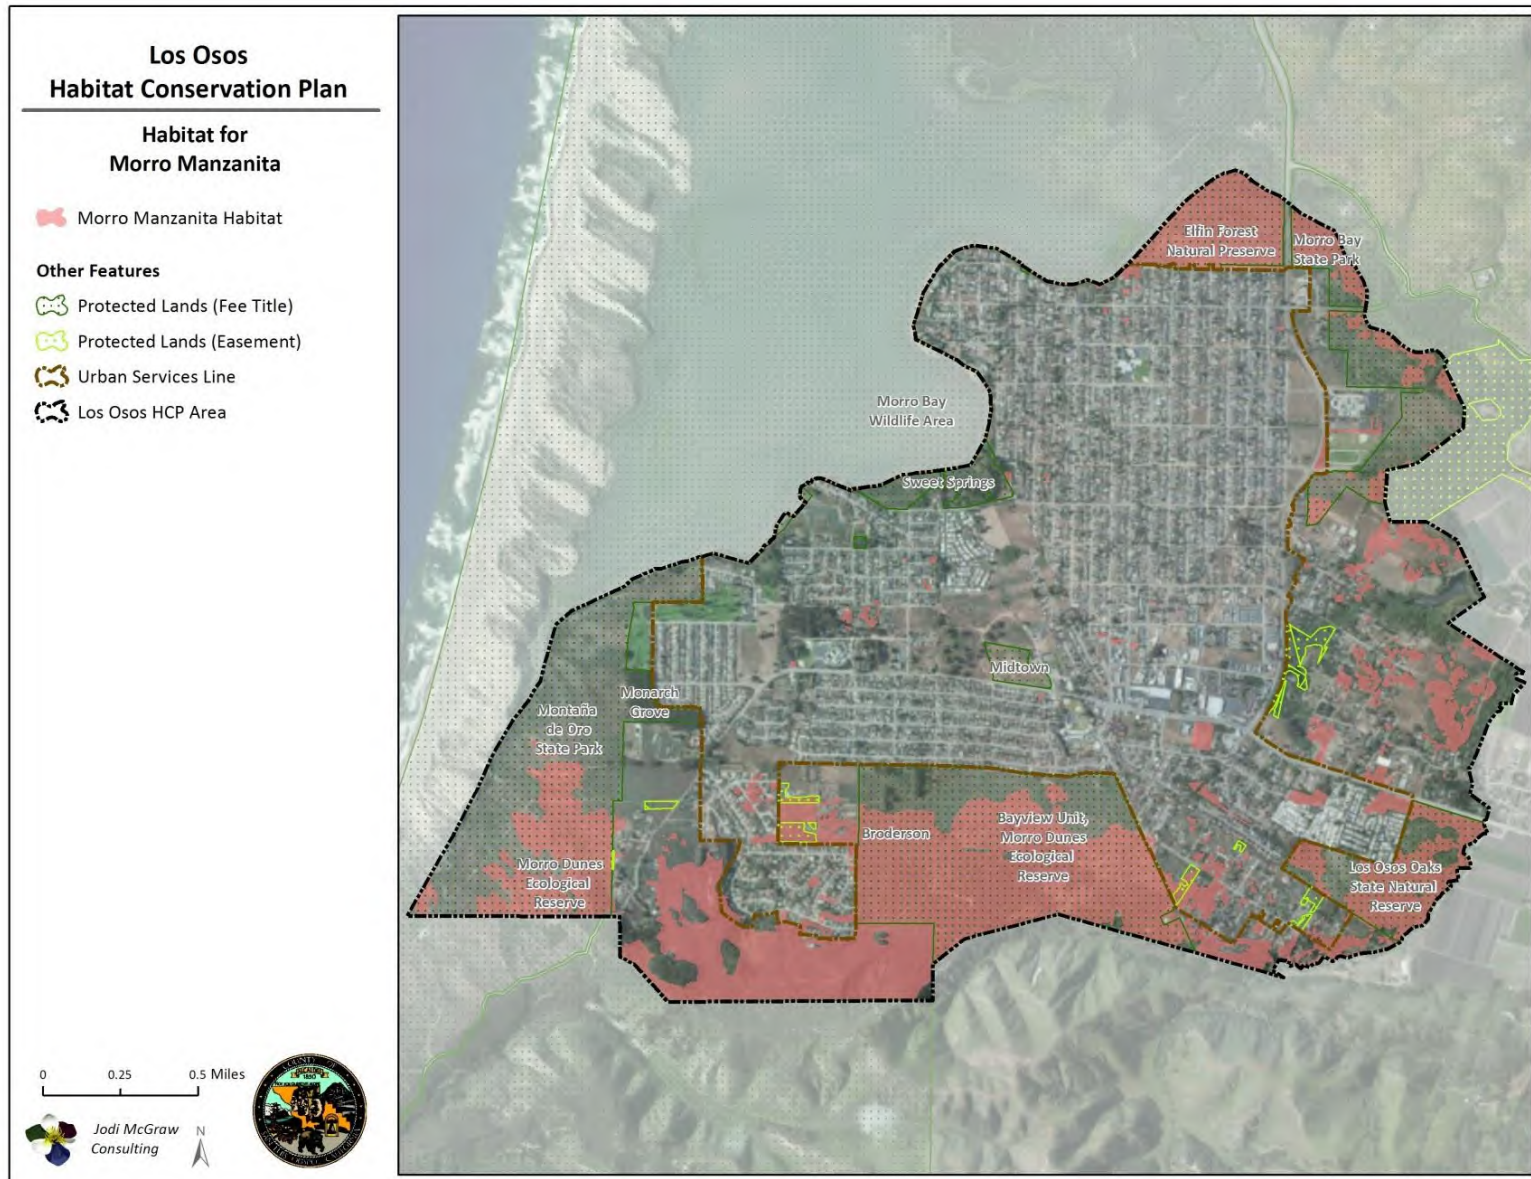 Los Osos
Habitat Conservation Plan
Habitat for
Morro Manzanita
Morro Manzanita Habitat
Other Features
Protected Lands (Fee Title)
Protected Lands (Easement)
Urban Services Line
Los Osos HCP Area
0 0.25 0.5 Miles
Jodi McGraw
Consulting
N
1850
Elfin Forest
Natural Preserve
Morro Bay
State Park
Morro Bay
Wildlife Area
Sweet Springs
Midtown
Monarch
Grove
Montaña
de Oro
State Park
Morro Dunes
Ecological
Reserve
Broderson
Bayview Unit,
Morro Dunes
Ecological
Reserve
Los Osos Oaks
State Natural
Reserve